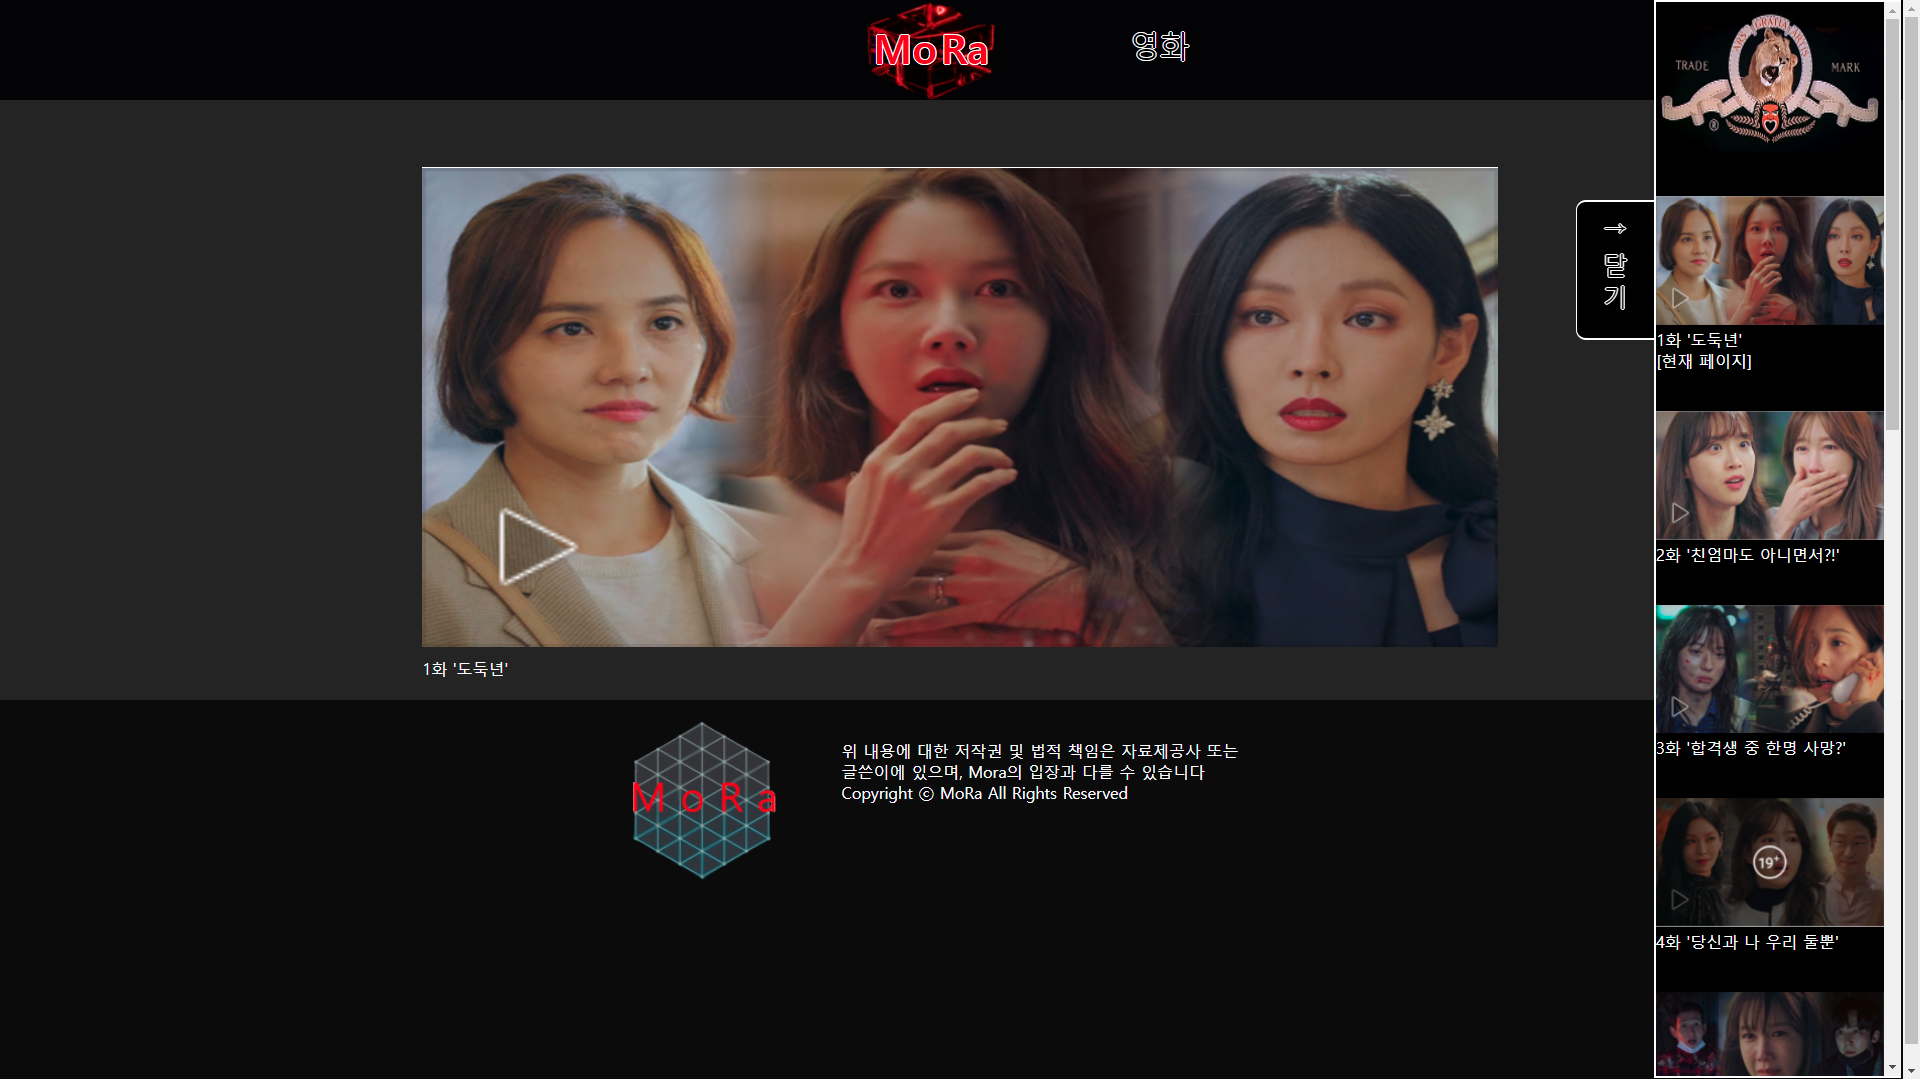 MoRa
영화
ARS GRATIA ARTIS
TRADE
MARK
®
→
닫
기
1화 '도둑년'
[현재 페이지]
2화 '친엄마도 아니면서?!'
3화 '합격생 중 한명 사망?'
19+
4화 '당신과 나 우리 둘뿐'
1화 '도둑년'
MoRa
위 내용에 대한 저작권 및 법적 책임은 자료제공사 또는
글쓴이에 있으며, Mora의 입장과 다를 수 있습니다
Copyright ⓒ MoRa All Rights Reserved